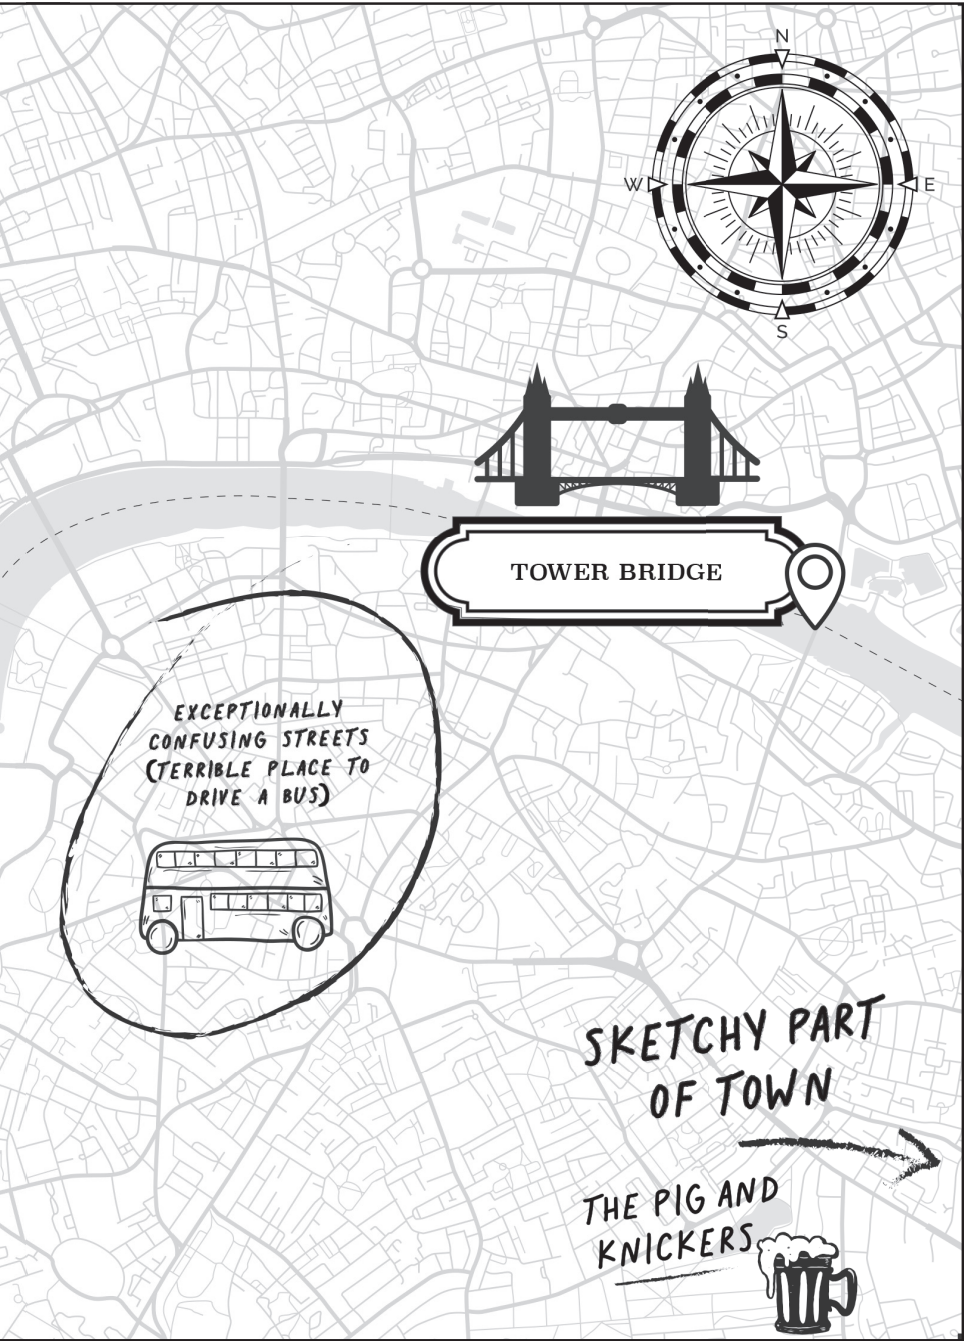 N
W E
S
TOWER BRIDGE
EXCEPTIONALLY
CONFUSING STREETS
(TERRIBLE PLACE TO
DRIVE A BUS)
SKETCHY PART
OF TOWN
THE PIG AND
KNICKERS